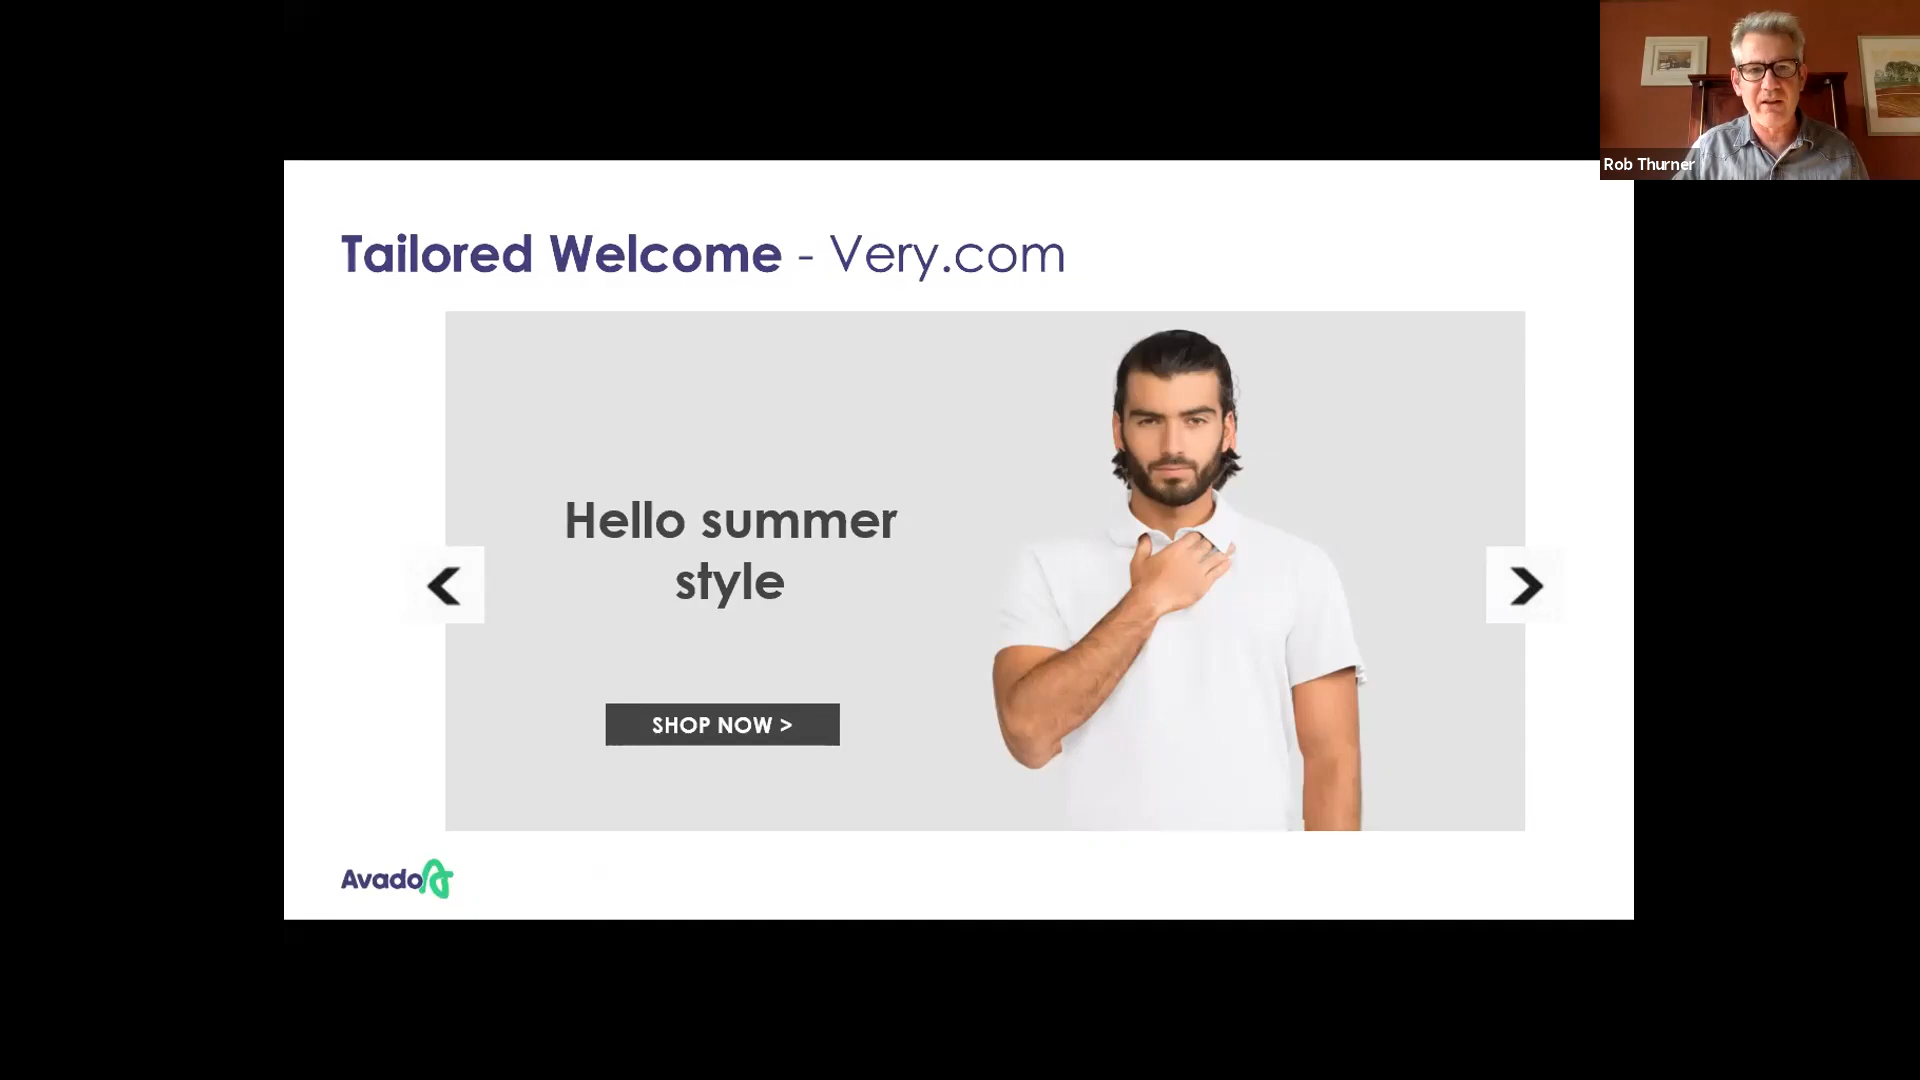 Rob Thurner
Tailored Welcome - Very.com
Hello summer
style
SHOP NOW >
Avado